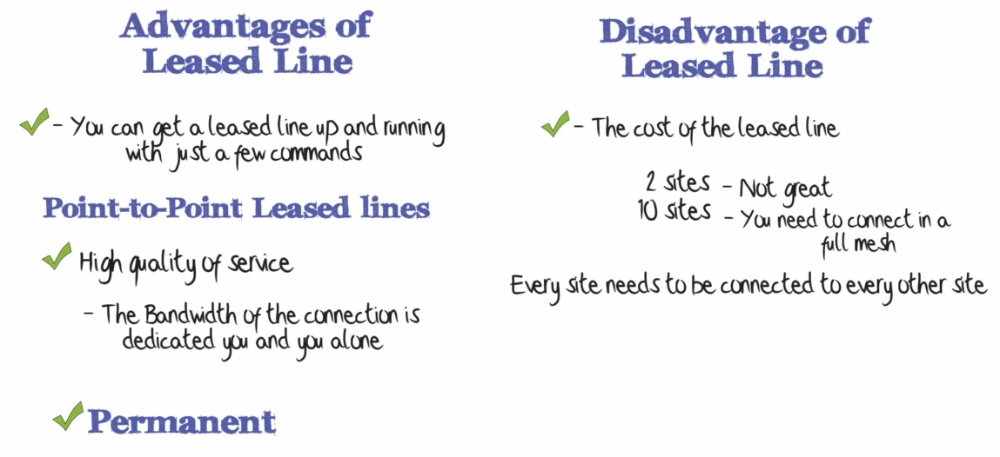 Advantages of
Leased Line
- You can get a leased line up and running
with just a few commands
Point-to-Point Leased lines
High quality of service
- The Bandwidth of the connection is
dedicated you and you alone
Permanent
Disadvantage of
Leased Line
- The cost of the leased line
2 sites - Not great
10 sites - You need to connect in a
full mesh
Every site needs to be connected to every other site